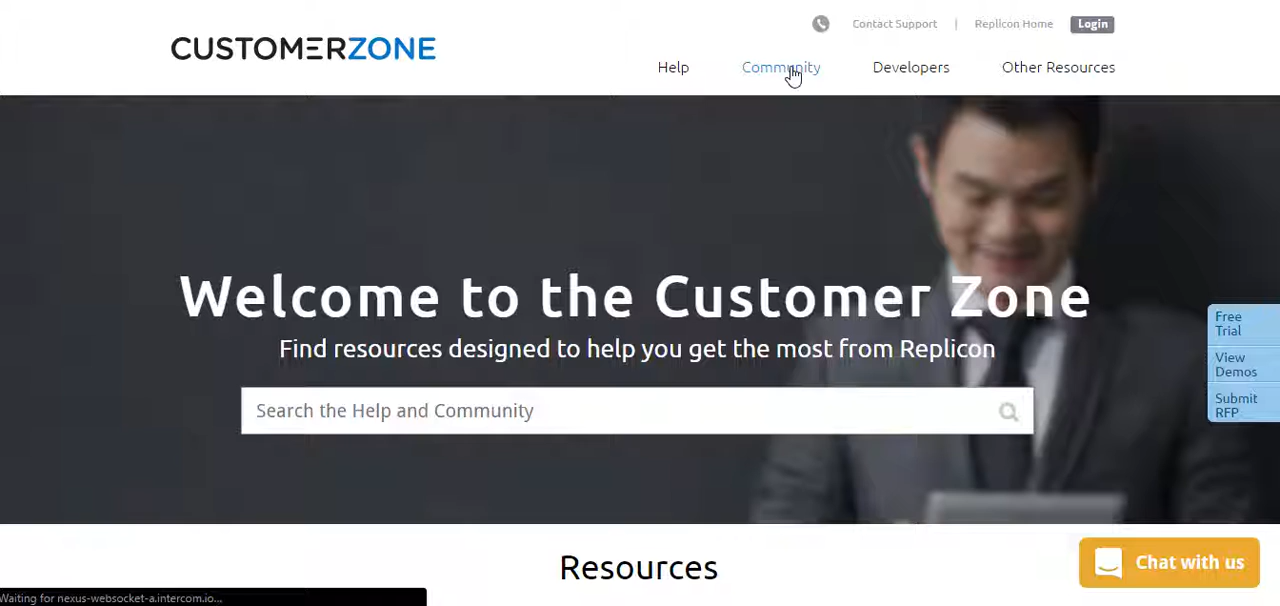 Contact Support | Replicon Home Login
CUSTOMERZONE
Help Community Developers Other Resources
Welcome to the Customer Zone
Find resources designed to help you get the most from Replicon
Search the Help and Community
Free
Trial
View
Demos
Submit
RFP
Resources
Chat with us
Waiting for nexus-websocket-a.intercom.io...